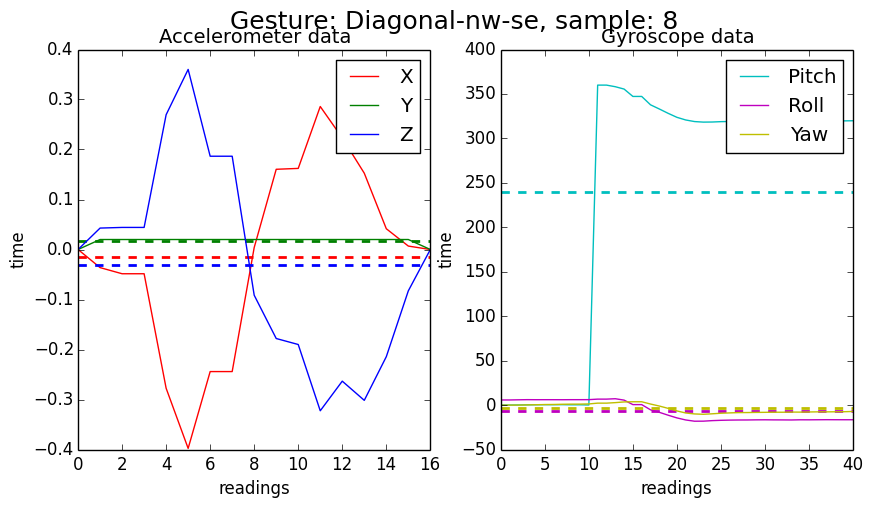 Gesture: Diagonal-nw-se, sample: 8
Accelerometer data
0.4
0.3
0.2
0.1
0.0
−0.1
−0.2
−0.3
−0.4
time
X
Y
Z
0 2 4 6 8 10 12 14 16
readings
Gyroscope data
400
350
300
250
200
150
100
50
0
−50
time
Pitch
Roll
Yaw
0 5 10 15 20 25 30 35 40
readings